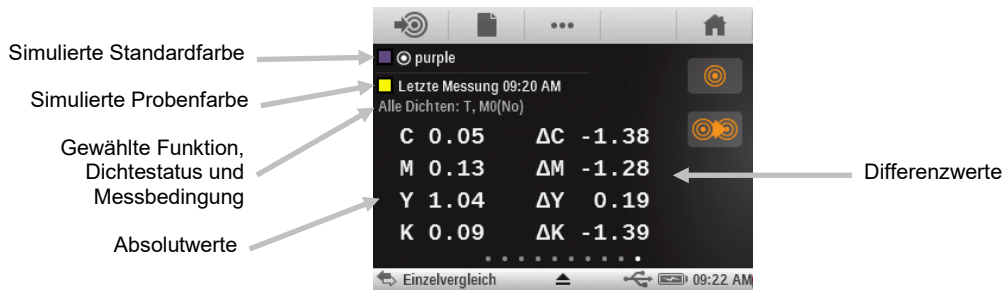 Simulierte Standardfarbe
Simulierte Probenfarbe
Gewählte Funktion,
Dichtestatus und
Messbedingung
Absolutwerte
purple
Letzte Messung 09:20 AM
Alle Dichten: T, M0(No)
C 0.05 ΔC -1.38
M 0.13 ΔM -1.28
Y 1.04 ΔY 0.19
K 0.09 ΔK -1.39
Einzelvergleich 09:22 AM
Differenzwerte